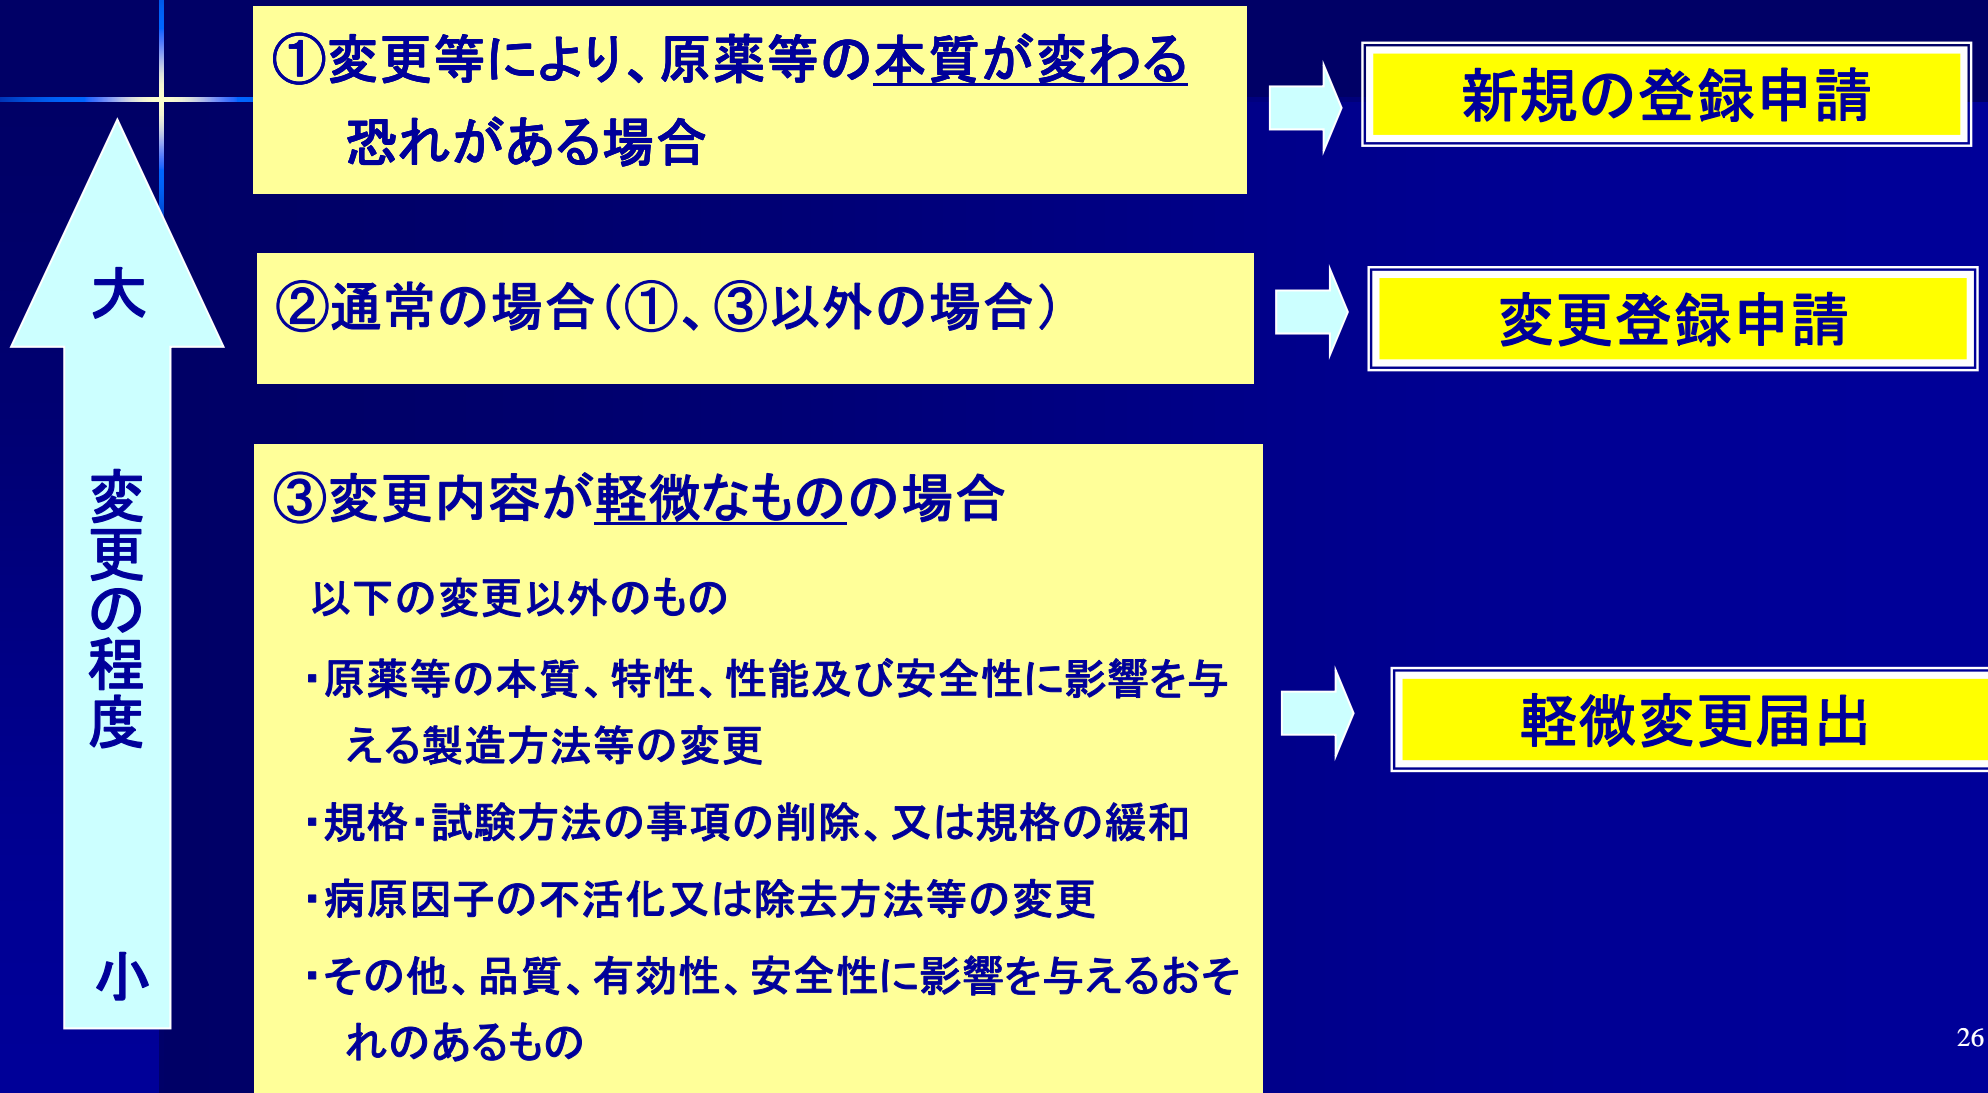 ①変更等により、原薬等の本質が変わる
恐れがある場合
新規の登録申請
②通常の場合(①、③以外の場合)
変更登録申請
③変更内容が軽微なものの場合
以下の変更以外のもの
・原薬等の本質、特性、性能及び安全性に影響を与
える製造方法等の変更
・規格・試験方法の事項の削除、又は規格の緩和
・病原因子の不活化又は除去方法等の変更
・その他、品質、有効性、安全性に影響を与えるおそ
れのあるもの
軽微変更届出
大
変更の程度
小
26